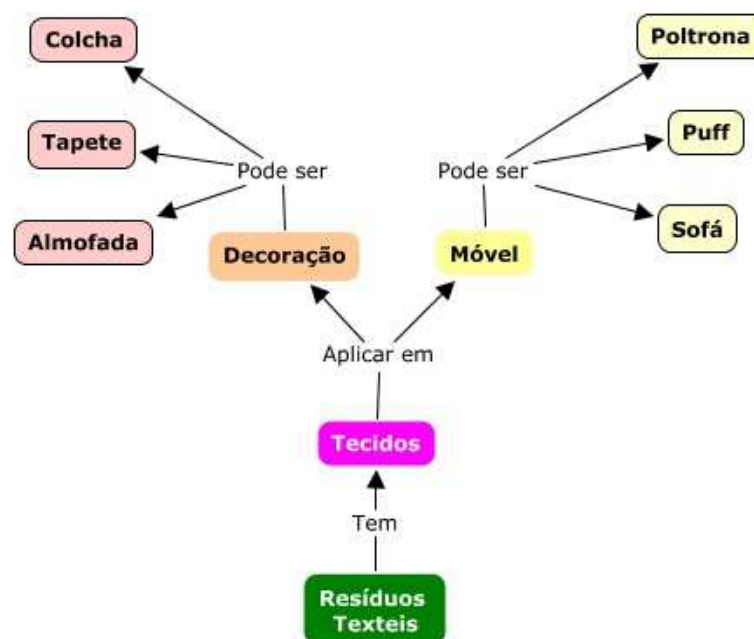 Colcha
Poltrona
Tapete
Puff
Pode ser
Pode ser
Almofada
Sofá
Decoração
Móvel
Aplicar em
Tecidos
Tem
Resíduos
Texteis